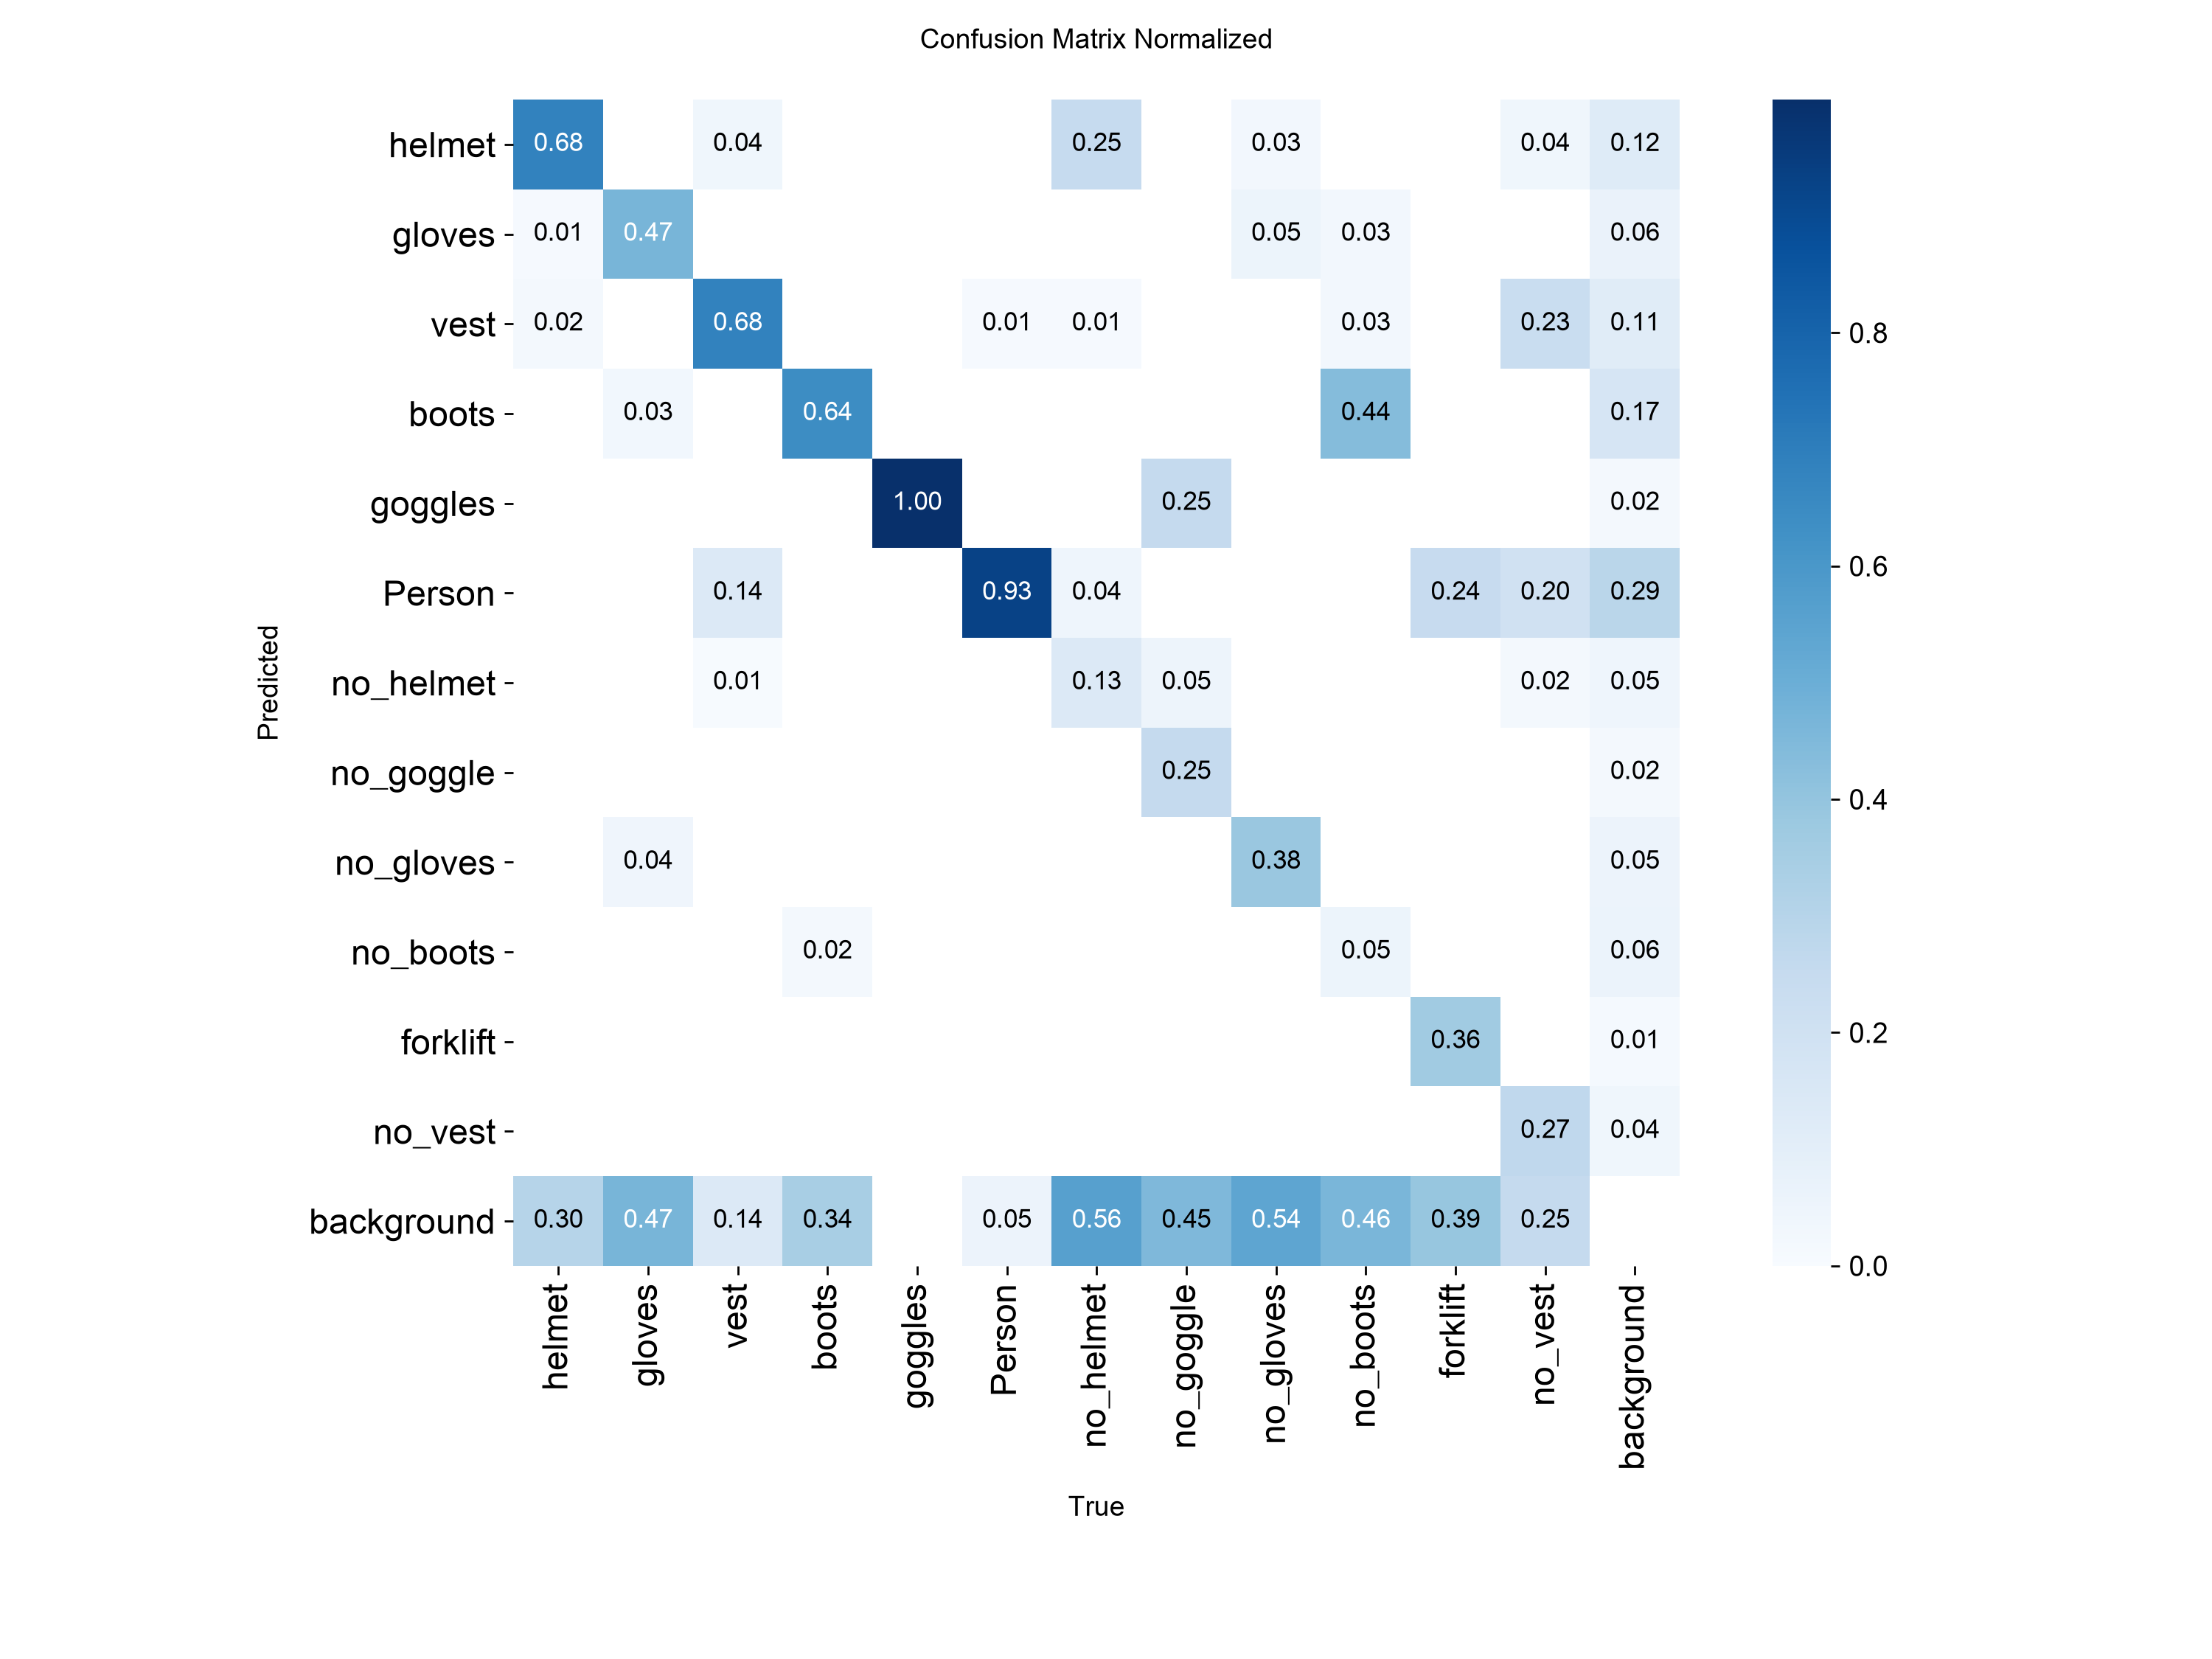 Confusion Matrix Normalized
helmet 0.68 0.04 0.25 0.03 0.04 0.12
gloves 0.01 0.47 0.05 0.03 0.06
vest 0.02 0.68 0.01 0.01 0.03 0.23 0.11
boots 0.03 0.64 0.44 0.17
goggles 1.00 0.25 0.02
Person 0.14 0.93 0.04 0.24 0.20 0.29
no_helmet 0.01 0.13 0.05 0.02 0.05
no_goggle 0.25 0.02
no_gloves 0.04 0.38 0.05
no_boots 0.02 0.05 0.06
forklift 0.36 0.01
no_vest 0.27 0.04
background 0.30 0.47 0.14 0.34 0.05 0.56 0.45 0.54 0.46 0.39 0.25
Predicted
helmet
gloves
vest
boots
goggles
Person
no_helmet
no_goggle
no_gloves
no_boots
forklift
no_vest
background
True
0.8
0.6
0.4
0.2
0.0